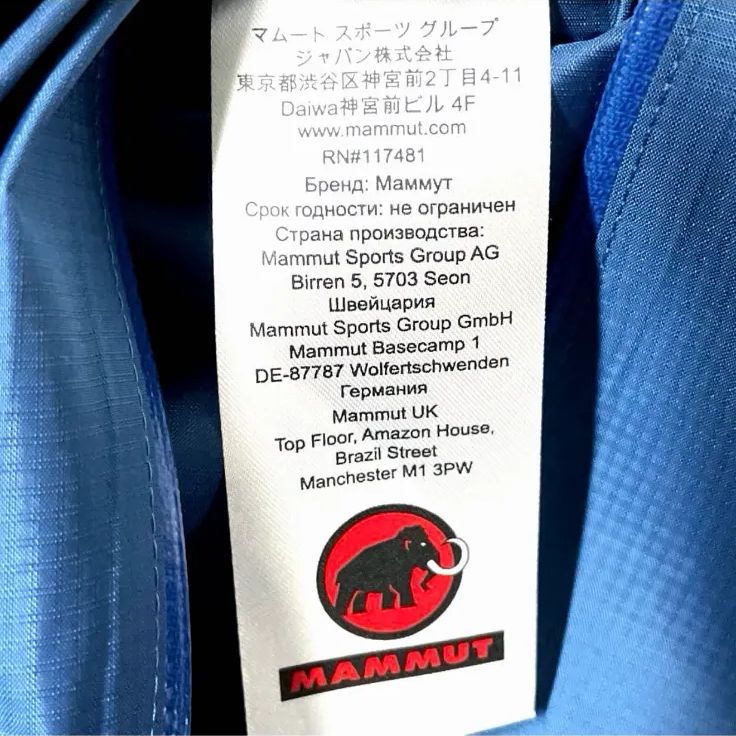 マムート スポーツ グループ
ジャパン株式会社
東京都渋谷区神宮前2丁目4-11
Daiwa神宮前ビル 4F
www.mammut.com
RN#117481
Бренд: Маммут
Срок годности: не ограничен
Страна производства:
Mammut Sports Group AG
Birren 5, 5703 Seon
Швейцария
Mammut Sports Group GmbH
Mammut Basecamp 1
DE-87787 Wolfertschwenden
Германия
Mammut UK
Top Floor, Amazon House,
Brazil Street
Manchester M1 3PW
MAMMUT